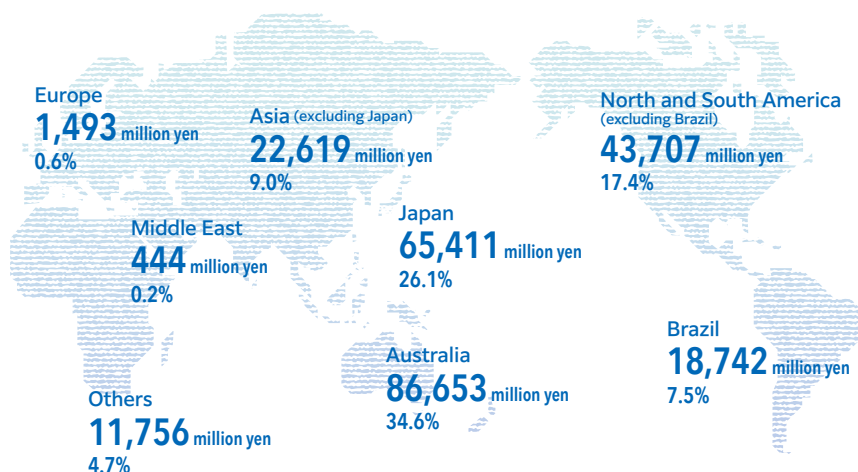 Europe
1,493 million yen
0.6%
Asia (excluding Japan)
22,619 million yen
9.0%
North and South America
(excluding Brazil)
43,707 million yen
17.4%
Middle East
444 million yen
0.2%
Japan
65,411 million yen
26.1%
Australia
86,653 million yen
34.6%
Brazil
18,742 million yen
7.5%
Others
11,756 million yen
4.7%